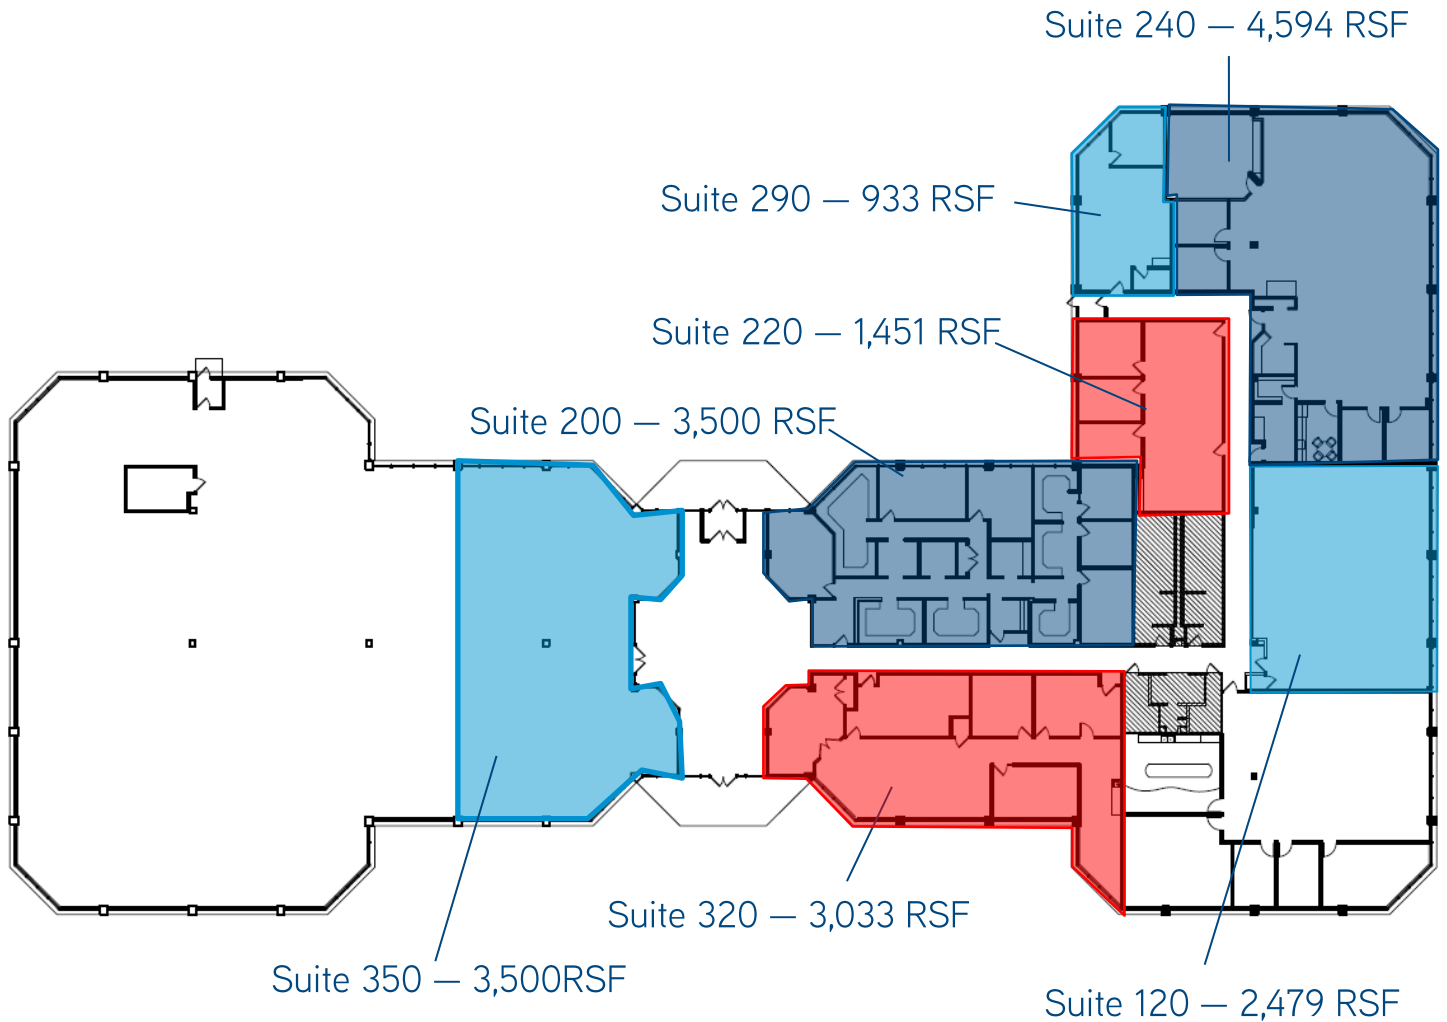 Suite 240 — 4,594 RSF
Suite 290 — 933 RSF
Suite 220 — 1,451 RSF
Suite 200 — 3,500 RSF
Suite 320 — 3,033 RSF
Suite 350 — 3,500RSF
Suite 120 — 2,479 RSF